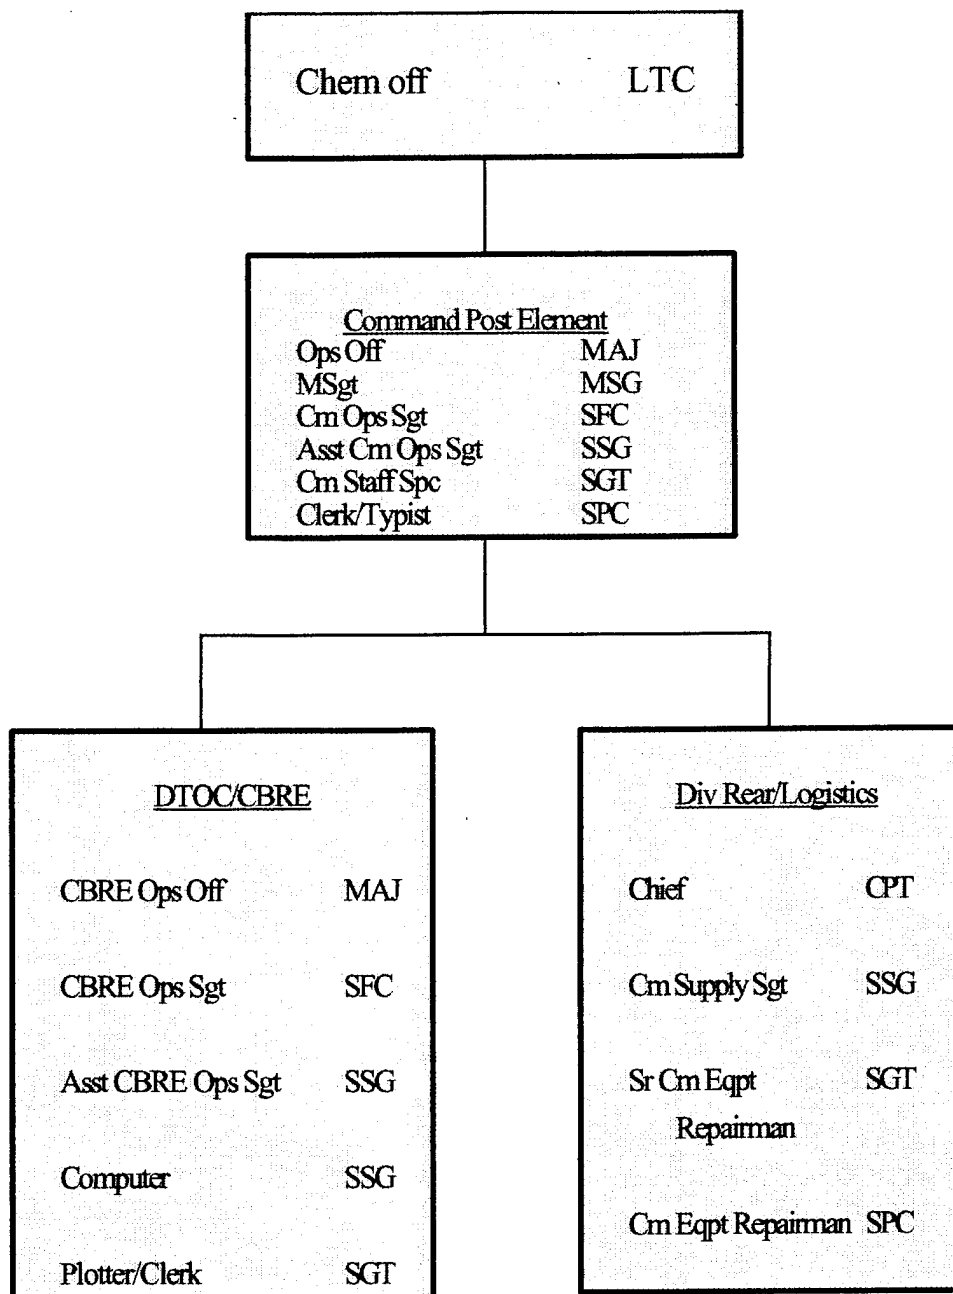 Chem off LTC
Command Post Element
Ops Off MAJ
MSgt MSG
Cm Ops Sgt SFC
Asst Cm Ops Sgt SSG
Cm Staff Spc SGT
Clerk/Typist SPC
DTOC/CBRE
CBRE Ops Off MAJ
CBRE Ops Sgt SFC
Asst CBRE Ops Sgt SSG
Computer SSG
Plotter/Clerk SGT
Div Rear/Logistics
Chief CPT
Cm Supply Sgt SSG
Sr Cm Eqpt SGT
Repairman
Cm Eqpt Repairman SPC